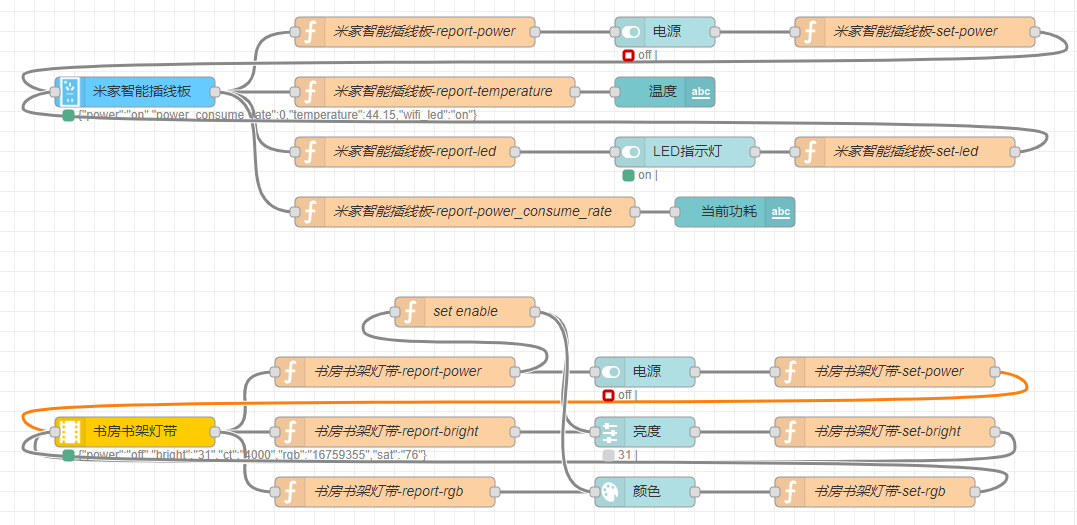 米家智能插线板-report-power
电源
米家智能插线板-set-power
off |
米家智能插线板
米家智能插线板-report-temperature
温度
abc
{"power":"on" "power_consume_rate":0,"temperature":44.15,"wifi_led":"on"}
米家智能插线板-report-led
LED指示灯
米家智能插线板-set-led
on |
米家智能插线板-report-power_consume_rate
当前功耗
abc
set enable
书房书架灯带-report-power
电源
书房书架灯带-set-power
off |
书房书架灯带
书房书架灯带-report-bright
亮度
书房书架灯带-set-bright
{"power":"off" "bright":"31","ct":"4000","rgb":"16759355","sat":"76"}
31 |
书房书架灯带-report-rgb
颜色
书房书架灯带-set-rgb